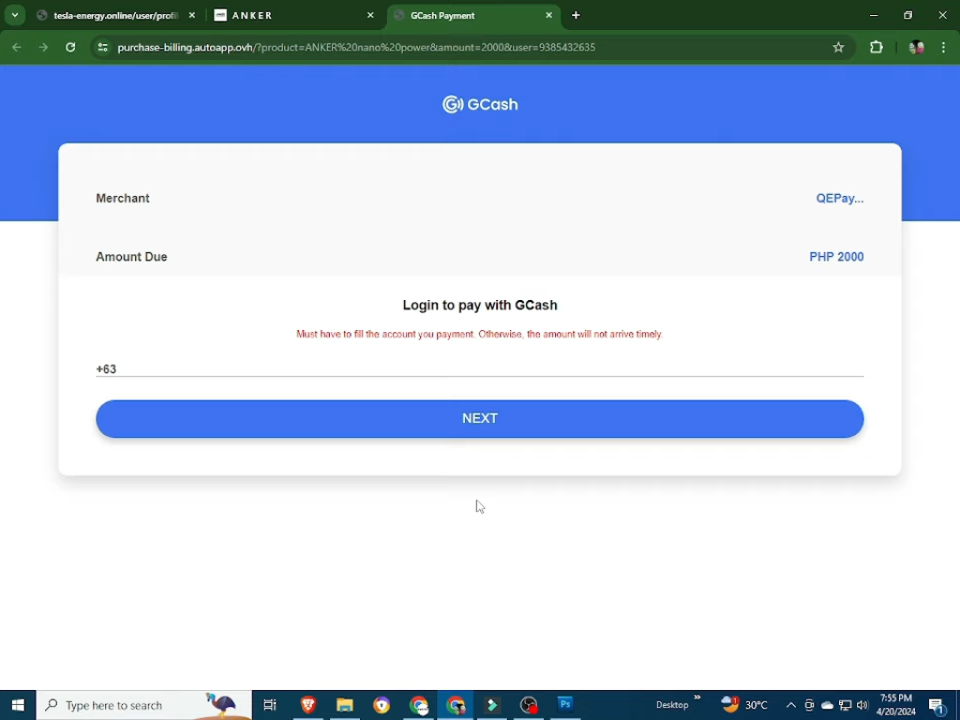 tesla-energy.online/user/profi
A N K E R
GCash Payment
purchase-billing.autoapp.ovh/?product=ANKER%20nano%20power&amount=2000&user=9385432635
GCash
Merchant
QEPay...
Amount Due
PHP 2000
Login to pay with GCash
Must have to fill the account you payment. Otherwise, the amount will not arrive timely.
+63
NEXT
Type here to search
Desktop
30°C
7:55 PM
4/20/2024
1